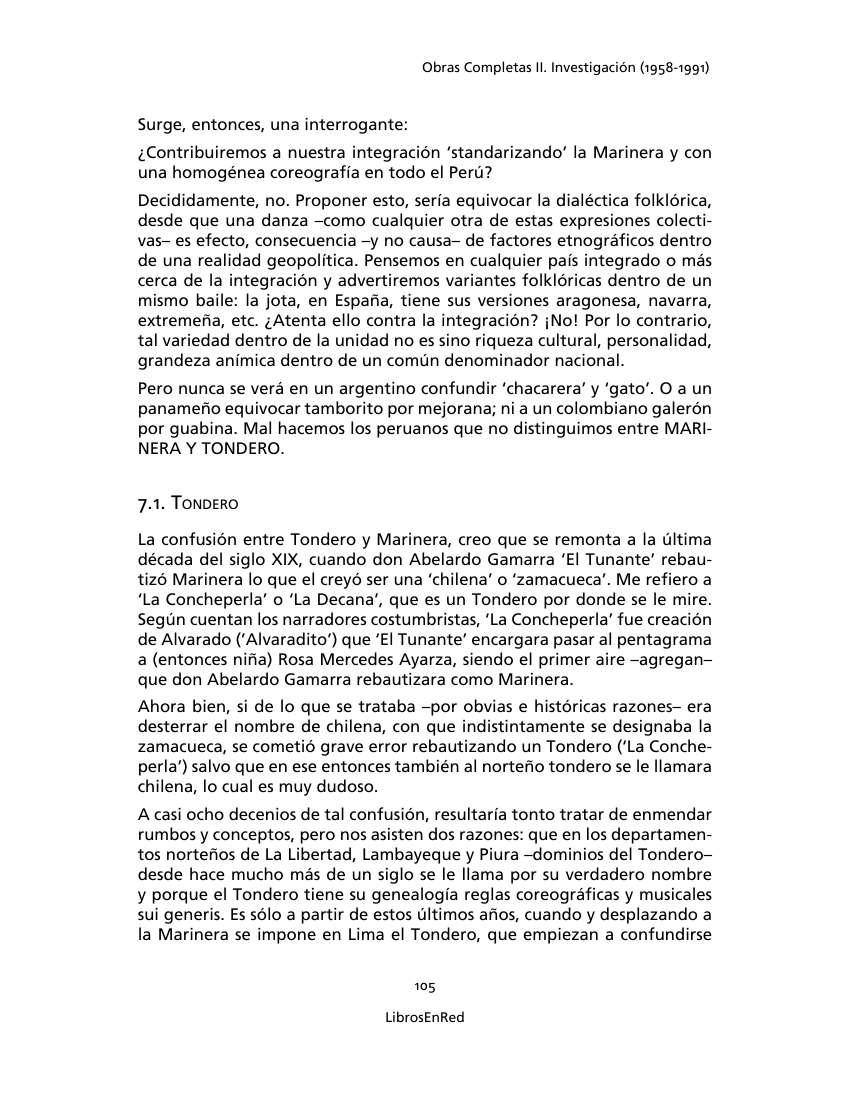 Obras Completas II. Investigación (1958-1991)
Surge, entonces, una interrogante:
¿Contribuiremos a nuestra integración ‘standarizando’ la Marinera y con
una homogénea coreografía en todo el Perú?
Decididamente, no. Proponer esto, sería equivocar la dialéctica folklórica,
desde que una danza –como cualquier otra de estas expresiones colecti-
vas– es efecto, consecuencia –y no causa– de factores etnográficos dentro
de una realidad geopolítica. Pensemos en cualquier país integrado o más
cerca de la integración y advertiremos variantes folklóricas dentro de un
mismo baile: la jota, en España, tiene sus versiones aragonesa, navarra,
extremeña, etc. ¿Atenta ello contra la integración? ¡No! Por lo contrario,
tal variedad dentro de la unidad no es sino riqueza cultural, personalidad,
grandeza anímica dentro de un común denominador nacional.
Pero nunca se verá en un argentino confundir ‘chacarera’ y ‘gato’. O a un
panameño equivocar tamborito por mejorana; ni a un colombiano galerón
por guabina. Mal hacemos los peruanos que no distinguimos entre MARI-
NERA Y TONDERO.
7.1. Tondero
La confusión entre Tondero y Marinera, creo que se remonta a la última
década del siglo XIX, cuando don Abelardo Gamarra ‘El Tunante’ rebau-
tizó Marinera lo que el creyó ser una ‘chilena’ o ‘zamacueca’. Me refiero a
‘La Concheperla’ o ‘La Decana’, que es un Tondero por donde se le mire.
Según cuentan los narradores costumbristas, ‘La Concheperla’ fue creación
de Alvarado (‘Alvaradito’) que ‘El Tunante’ encargara pasar al pentagrama
a (entonces niña) Rosa Mercedes Ayarza, siendo el primer aire –agregan–
que don Abelardo Gamarra rebautizara como Marinera.
Ahora bien, si de lo que se trataba –por obvias e históricas razones– era
desterrar el nombre de chilena, con que indistintamente se designaba la
zamacueca, se cometió grave error rebautizando un Tondero (‘La Conche-
perla’) salvo que en ese entonces también al norteño tondero se le llamara
chilena, lo cual es muy dudoso.
A casi ocho decenios de tal confusión, resultaría tonto tratar de enmendar
rumbos y conceptos, pero nos asisten dos razones: que en los departamen-
tos norteños de La Libertad, Lambayeque y Piura –dominios del Tondero–
desde hace mucho más de un siglo se le llama por su verdadero nombre
y porque el Tondero tiene su genealogía reglas coreográficas y musicales
sui generis. Es sólo a partir de estos últimos años, cuando y desplazando a
la Marinera se impone en Lima el Tondero, que empiezan a confundirse
105
LibrosEnRed